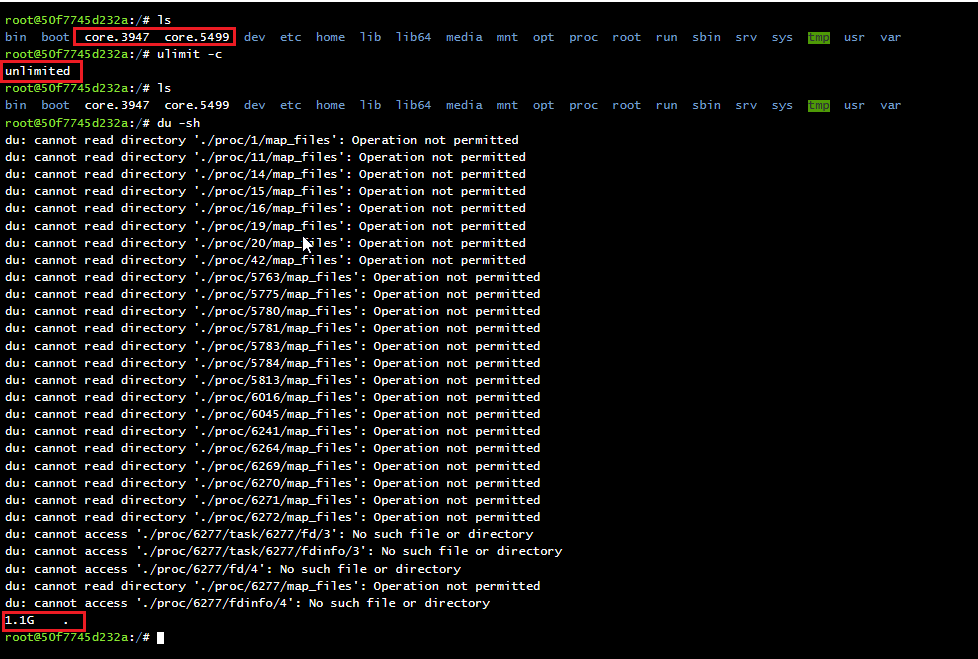 root@50f7745d232a:/# ls
bin  boot  core.3947  core.5499  dev  etc  home  lib  lib64  media  mnt  opt  proc  root  run  sbin  srv  sys  tmp  usr  var
root@50f7745d232a:/# ulimit -c
unlimited
root@50f7745d232a:/# ls
bin  boot  core.3947  core.5499  dev  etc  home  lib  lib64  media  mnt  opt  proc  root  run  sbin  srv  sys  tmp  usr  var
root@50f7745d232a:/# du -sh
du: cannot read directory './proc/1/map_files': Operation not permitted
du: cannot read directory './proc/11/map_files': Operation not permitted
du: cannot read directory './proc/14/map_files': Operation not permitted
du: cannot read directory './proc/15/map_files': Operation not permitted
du: cannot read directory './proc/16/map_files': Operation not permitted
du: cannot read directory './proc/19/map_files': Operation not permitted
du: cannot read directory './proc/20/map_files': Operation not permitted
du: cannot read directory './proc/42/map_files': Operation not permitted
du: cannot read directory './proc/5763/map_files': Operation not permitted
du: cannot read directory './proc/5775/map_files': Operation not permitted
du: cannot read directory './proc/5780/map_files': Operation not permitted
du: cannot read directory './proc/5781/map_files': Operation not permitted
du: cannot read directory './proc/5783/map_files': Operation not permitted
du: cannot read directory './proc/5784/map_files': Operation not permitted
du: cannot read directory './proc/5813/map_files': Operation not permitted
du: cannot read directory './proc/6016/map_files': Operation not permitted
du: cannot read directory './proc/6045/map_files': Operation not permitted
du: cannot read directory './proc/6241/map_files': Operation not permitted
du: cannot read directory './proc/6264/map_files': Operation not permitted
du: cannot read directory './proc/6269/map_files': Operation not permitted
du: cannot read directory './proc/6270/map_files': Operation not permitted
du: cannot read directory './proc/6271/map_files': Operation not permitted
du: cannot read directory './proc/6272/map_files': Operation not permitted
du: cannot access './proc/6277/task/6277/fd/3': No such file or directory
du: cannot access './proc/6277/task/6277/fdinfo/3': No such file or directory
du: cannot access './proc/6277/fd/4': No such file or directory
du: cannot read directory './proc/6277/map_files': Operation not permitted
du: cannot access './proc/6277/fdinfo/4': No such file or directory
1.1G    .
root@50f7745d232a:/#